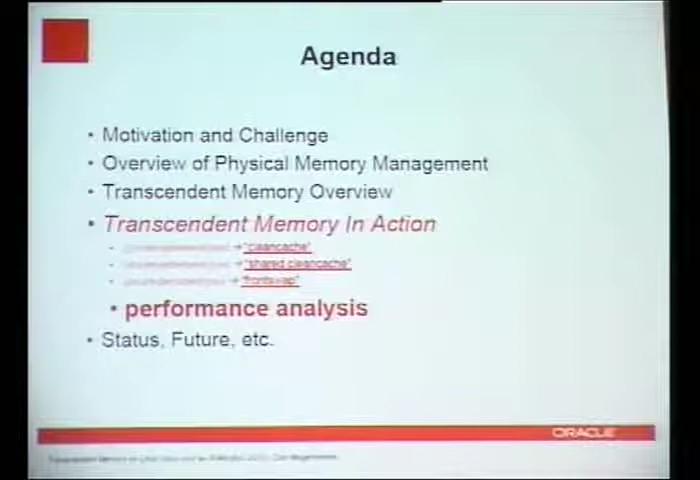 Agenda
• Motivation and Challenge
• Overview of Physical Memory Management
• Transcendent Memory Overview
• Transcendent Memory In Action
→ "cleancache"
→ "shared cleancache"
→ "frontswap"
• performance analysis
• Status, Future, etc.
ORACLE